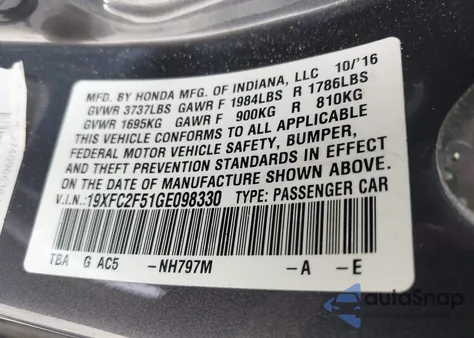 MFD. BY HONDA MFG. OF INDIANA, LLC 10/'16
GVWR 3737LBS GAWR F 1984LBS R 1786LBS
GVWR 1695KG GAWR F 900KG R 810KG
THIS VEHICLE CONFORMS TO ALL APPLICABLE
FEDERAL MOTOR VEHICLE SAFETY, BUMPER,
AND THEFT PREVENTION STANDARDS IN EFFECT
ON THE DATE OF MANUFACTURE SHOWN ABOVE.
V.I.N.:19XFC2F51GE098330 TYPE: PASSENGER CAR
TBA G AC5 -NH797M -A -E
autoSnap